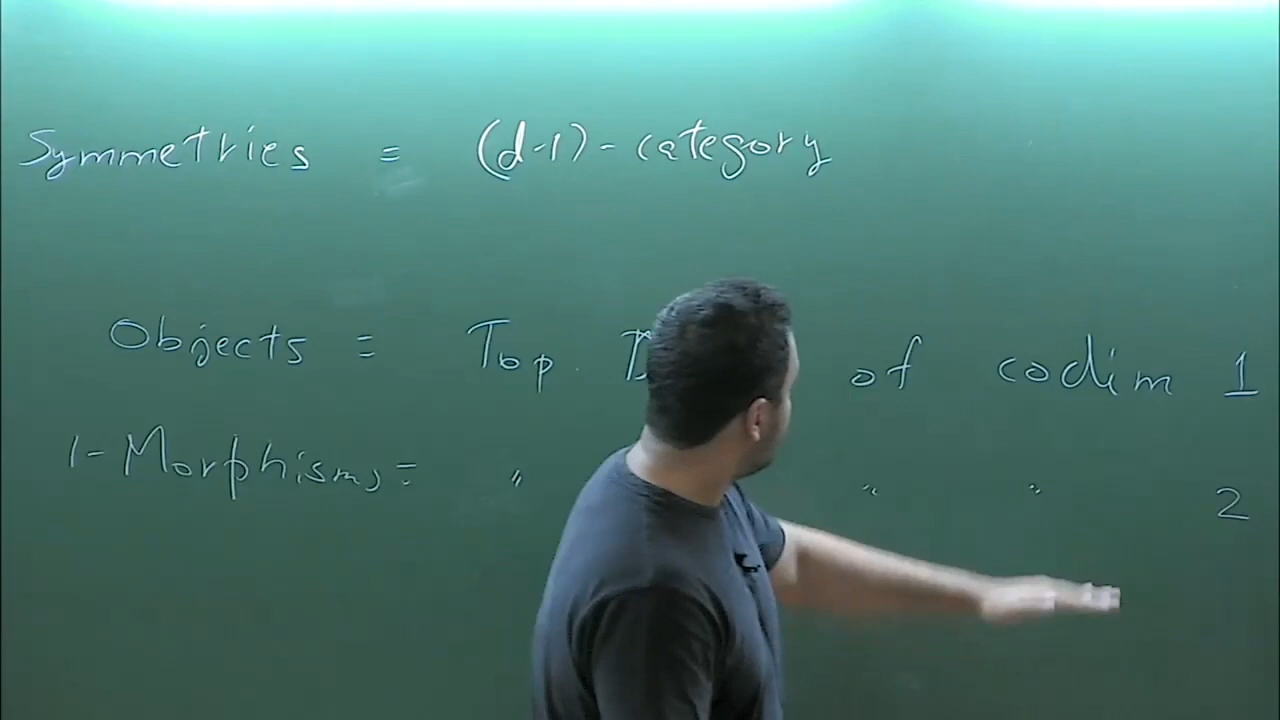 Symmetries = (d-1)-category
Objects = Top. of codim 1
1-Morphisms = " " " 2